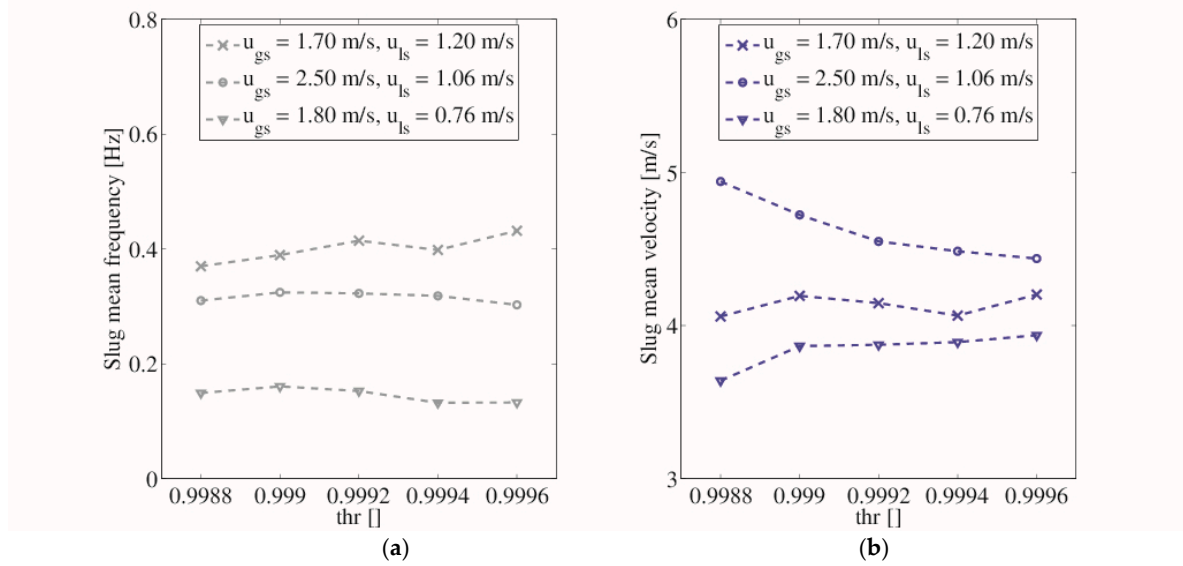 0.8
0.6
0.4
0.2
0
Slug mean frequency [Hz]
u_gs = 1.70 m/s, u_ls = 1.20 m/s
u_gs = 2.50 m/s, u_ls = 1.06 m/s
u_gs = 1.80 m/s, u_ls = 0.76 m/s
0.9988 0.999 0.9992 0.9994 0.9996
thr []
(a)
6
5
4
3
Slug mean velocity [m/s]
u_gs = 1.70 m/s, u_ls = 1.20 m/s
u_gs = 2.50 m/s, u_ls = 1.06 m/s
u_gs = 1.80 m/s, u_ls = 0.76 m/s
0.9988 0.999 0.9992 0.9994 0.9996
thr []
(b)